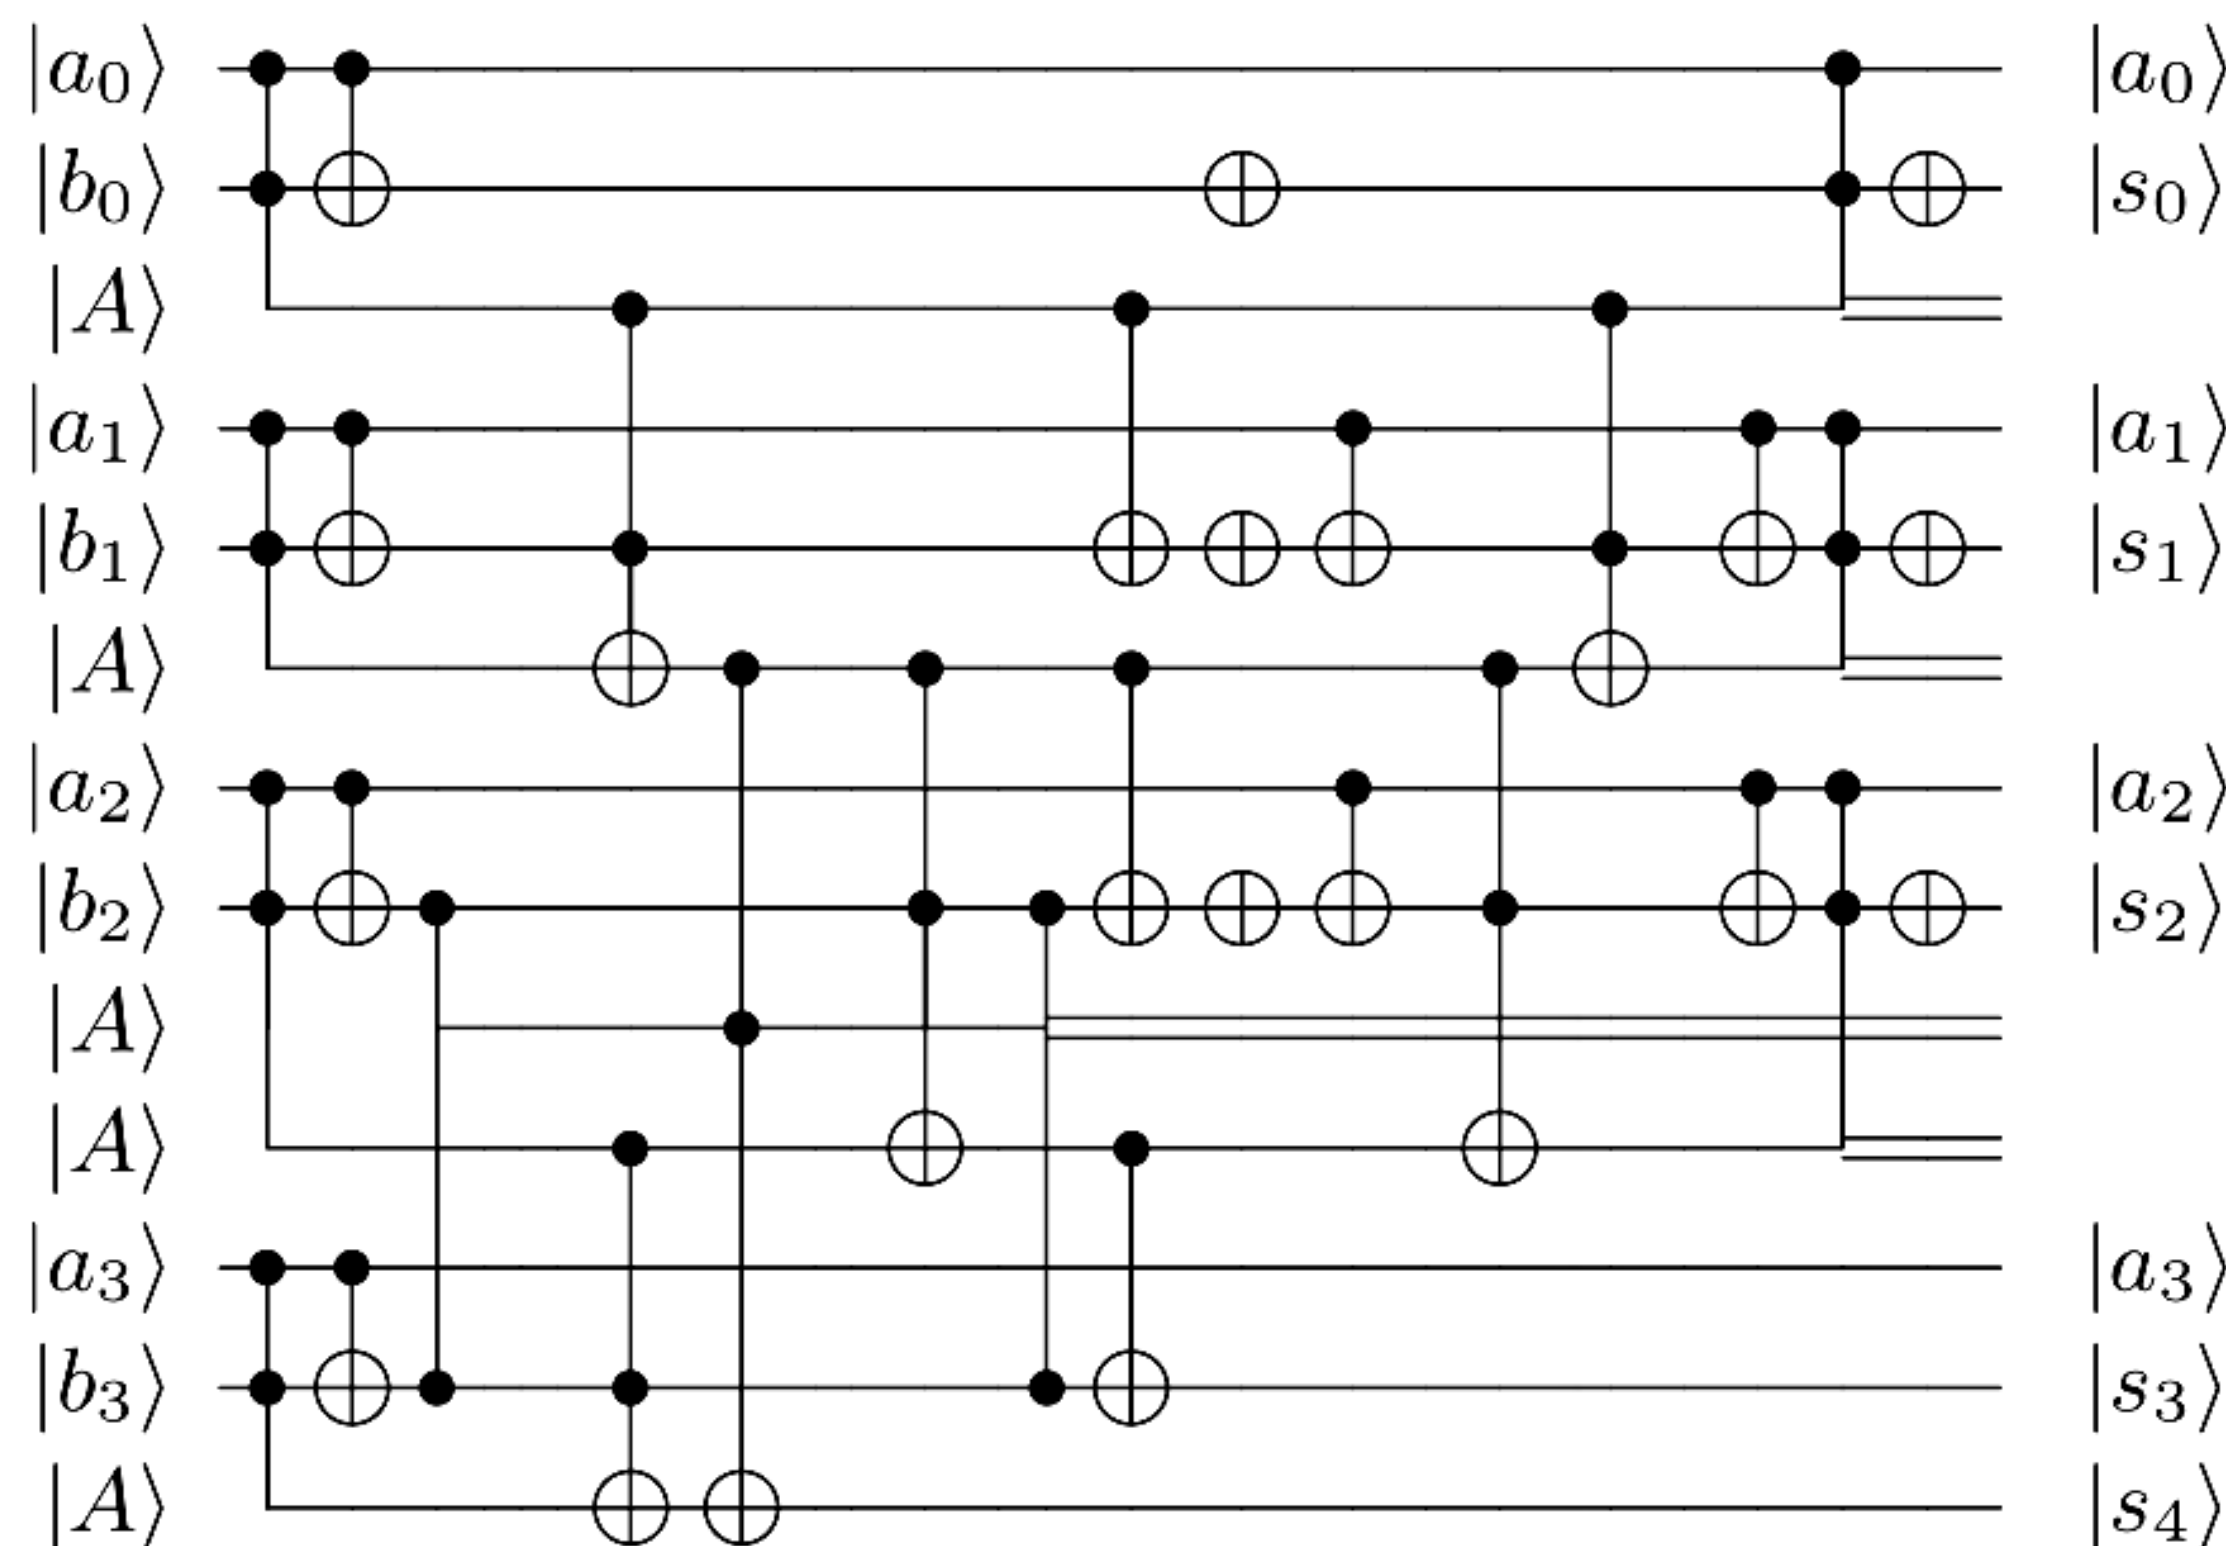 |a₀⟩ |a₀⟩
|b₀⟩ |s₀⟩
|A⟩
|a₁⟩ |a₁⟩
|b₁⟩ |s₁⟩
|A⟩
|a₂⟩ |a₂⟩
|b₂⟩ |s₂⟩
|A⟩
|A⟩
|a₃⟩ |a₃⟩
|b₃⟩ |s₃⟩
|A⟩ |s₄⟩